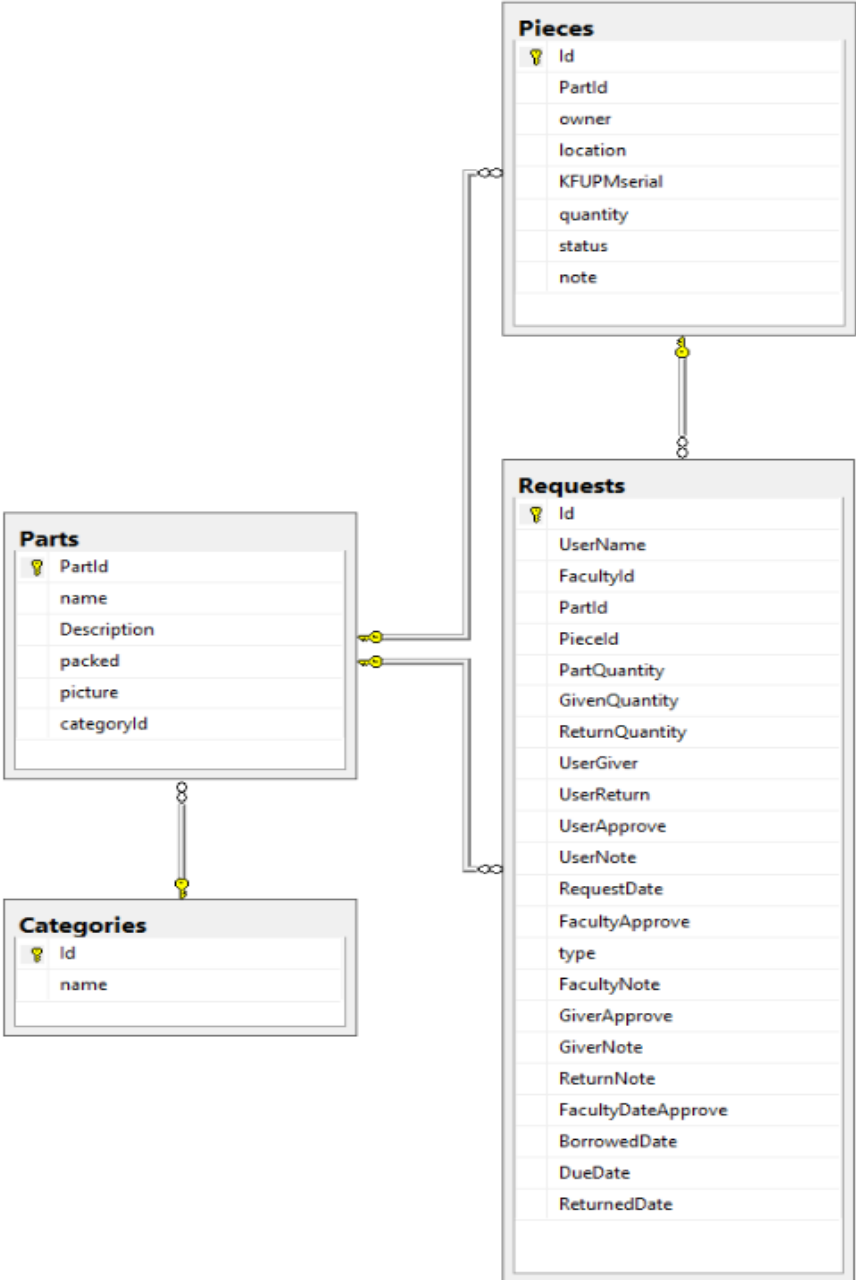 Pieces
Id
PartId
owner
location
KFUPMserial
quantity
status
note
Requests
Id
UserName
FacultyId
PartId
PieceId
PartQuantity
GivenQuantity
ReturnQuantity
UserGiver
UserReturn
UserApprove
UserNote
RequestDate
FacultyApprove
type
FacultyNote
GiverApprove
GiverNote
ReturnNote
FacultyDateApprove
BorrowedDate
DueDate
ReturnedDate
Parts
PartId
name
Description
packed
picture
categoryId
Categories
Id
name